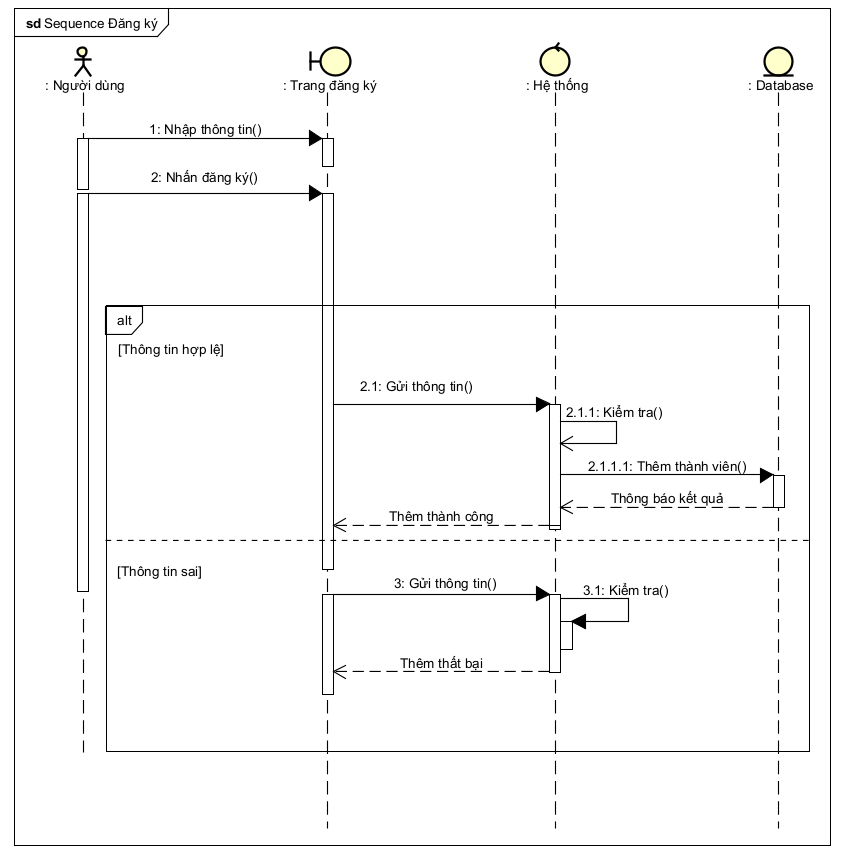 sd Sequence Đăng ký
: Người dùng
: Trang đăng ký
: Hệ thống
: Database
1: Nhập thông tin()
2: Nhấn đăng ký()
alt
[Thông tin hợp lệ]
2.1: Gửi thông tin()
2.1.1: Kiểm tra()
2.1.1.1: Thêm thành viên()
Thông báo kết quả
Thêm thành công
[Thông tin sai]
3: Gửi thông tin()
3.1: Kiểm tra()
Thêm thất bại